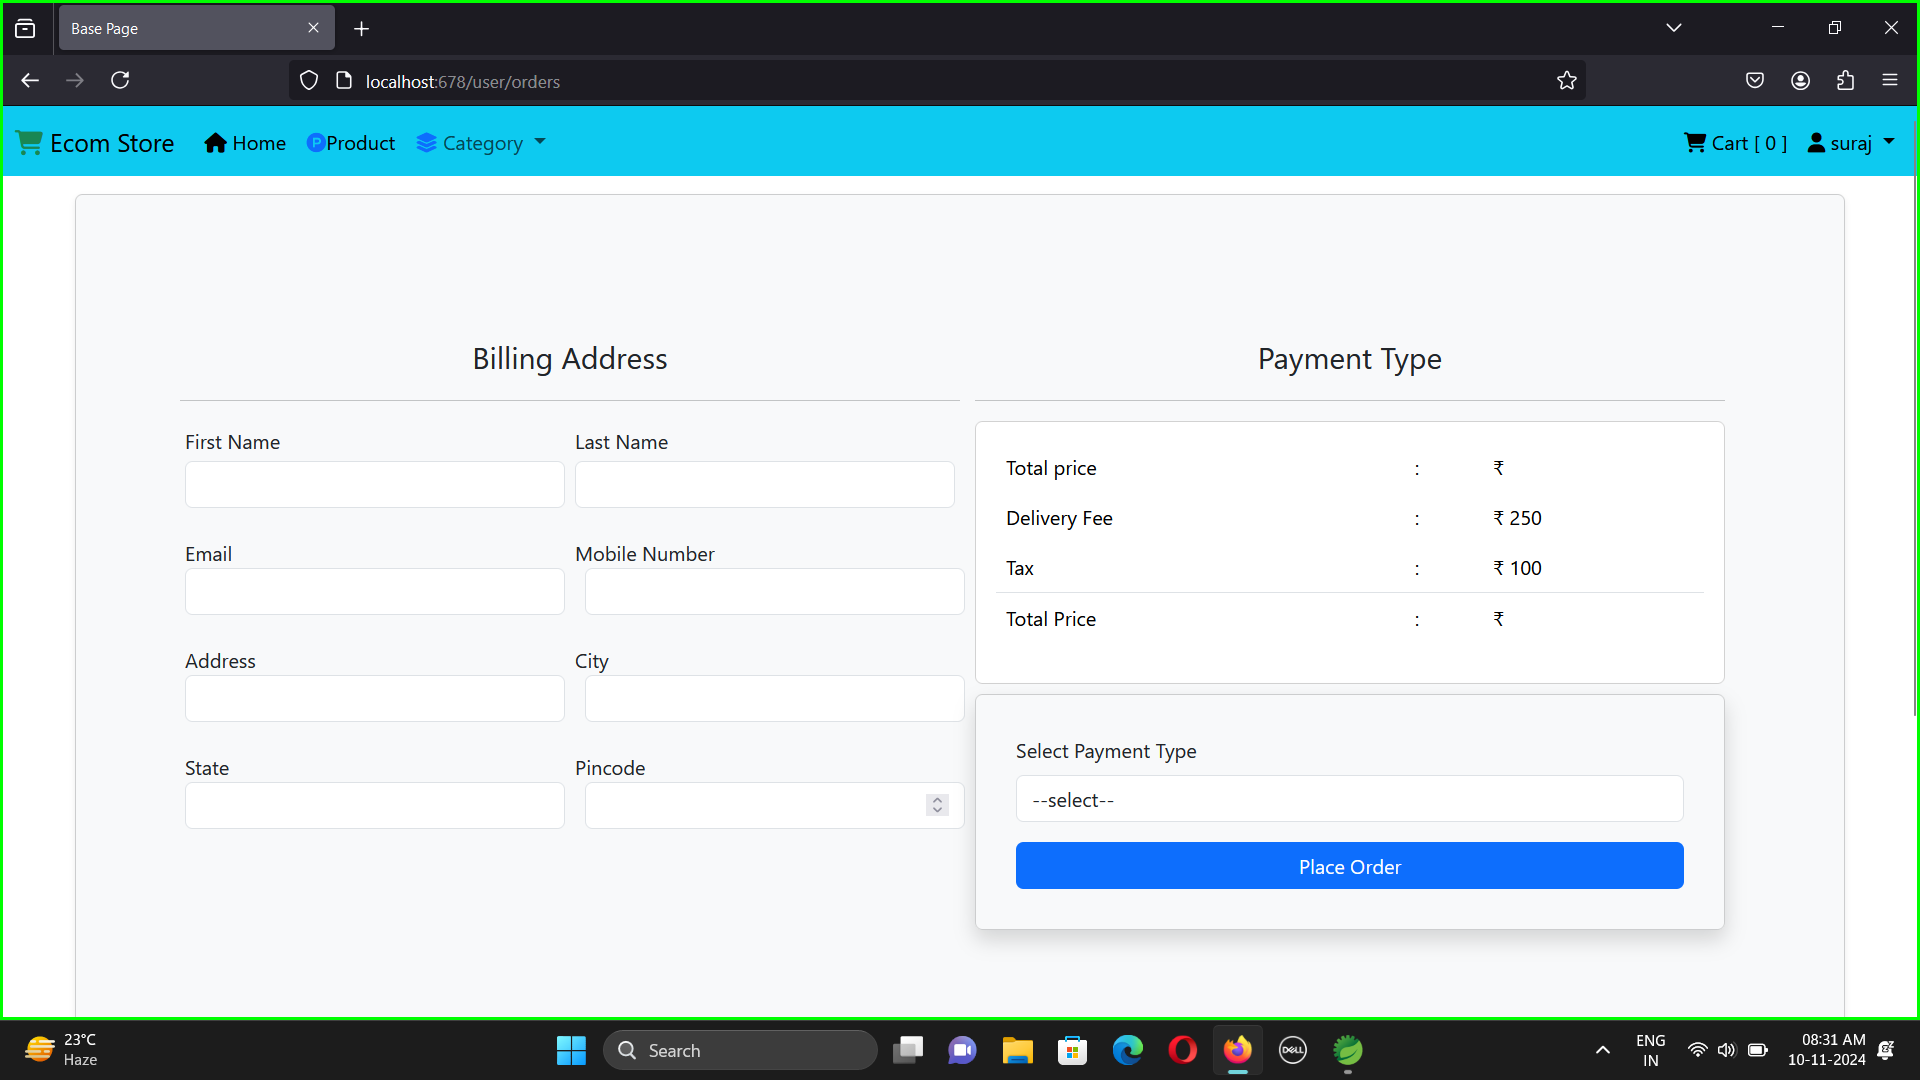 Base Page
localhost:678/user/orders
Ecom Store
Home
Product
Category
Cart [ 0 ]
suraj
Billing Address
First Name
Last Name
Email
Mobile Number
Address
City
State
Pincode
Payment Type
Total price : ₹
Delivery Fee : ₹ 250
Tax : ₹ 100
Total Price : ₹
Select Payment Type
--select--
Place Order
23°C
Haze
Search
DELL
ENG
IN
08:31 AM
10-11-2024